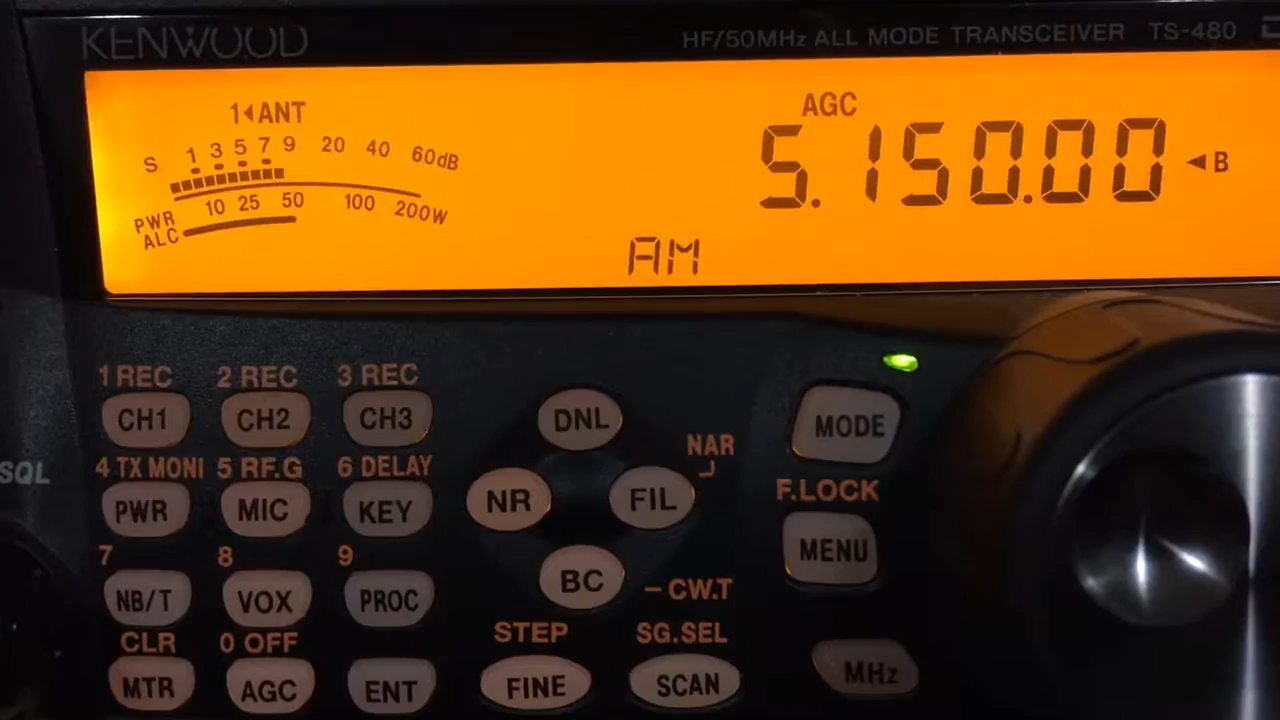 KENWOOD HF/50MHz ALL MODE TRANSCEIVER TS-480
1◄ANT AGC
S 1 3 5 7 9 20 40 60dB
5.150.00 ◄B
PWR 10 25 50 100 200W
ALC
AM
1 REC 2 REC 3 REC
CH1 CH2 CH3 DNL MODE
NAR
SQL 4 TX MONI 5 RF.G 6 DELAY
F.LOCK
PWR MIC KEY NR FIL
MENU
7 8 9
BC - CW.T
NB/T VOX PROC
CLR 0 OFF STEP SG.SEL
MHz
MTR AGC ENT FINE SCAN